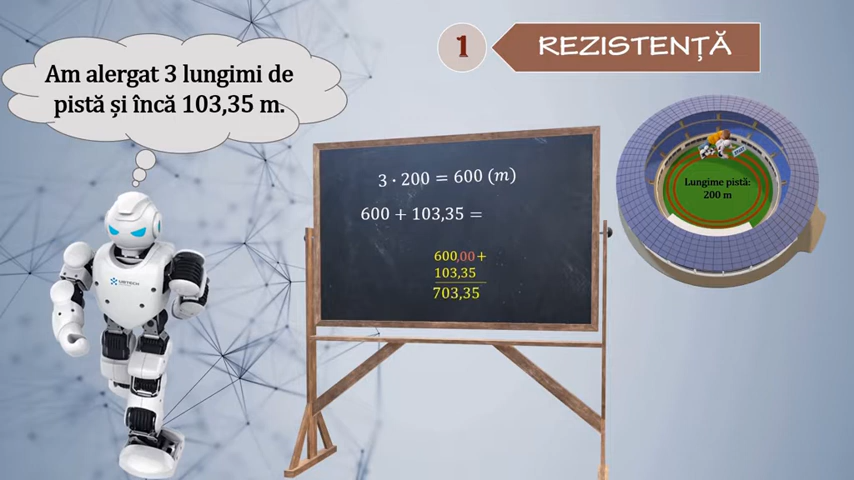 1 REZISTENȚĂ
Am alergat 3 lungimi de
pistă și încă 103,35 m.
3 · 200 = 600 (m)
600 + 103,35 =
600,00 +
103,35
703,35
Lungime pistă:
200 m
UBTECH